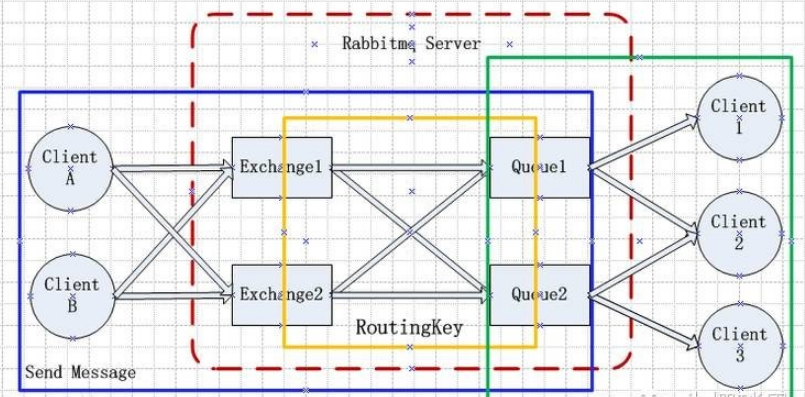 Rabbitmq Server
Client
A
Exchange1
Queue1
Client
1
Client
2
Client
B
Exchange2
Queue2
RoutingKey
Client
3
Send Message